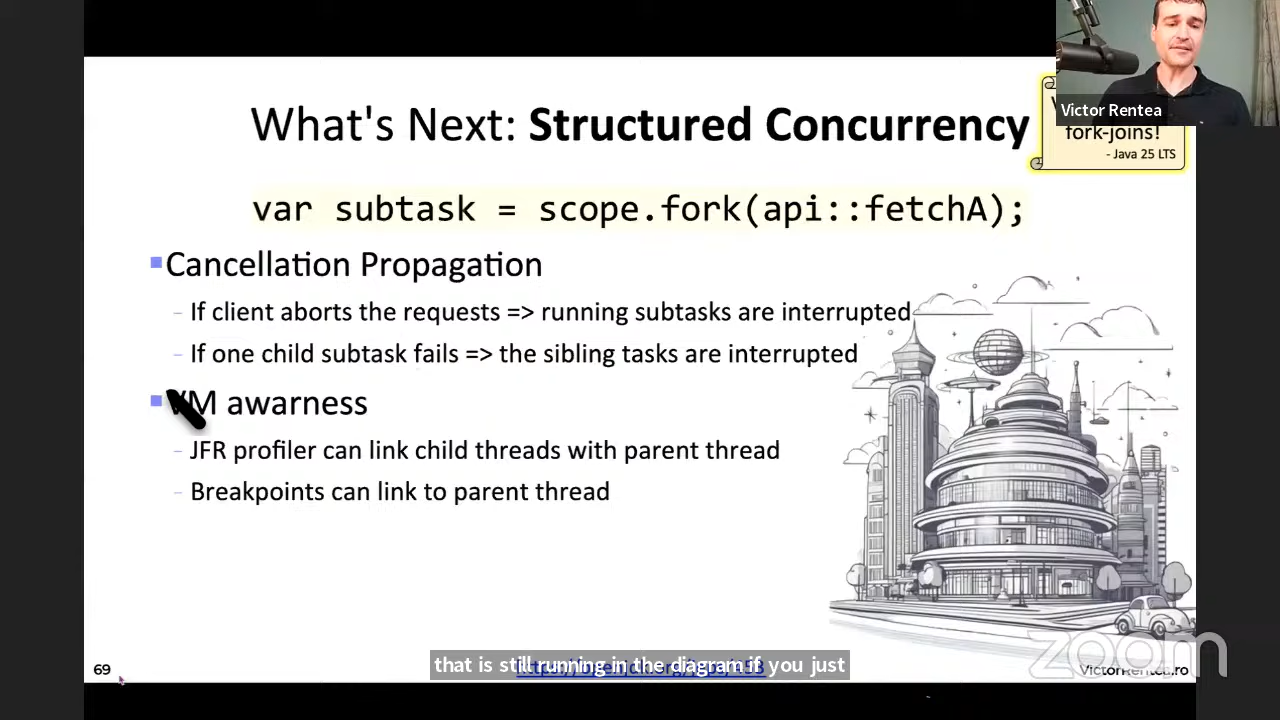 Victor Rentea
What's Next: Structured Concurrency
fork-joins!
- Java 25 LTS
var subtask = scope.fork(api::fetchA);
Cancellation Propagation
- If client aborts the requests => running subtasks are interrupted
- If one child subtask fails => the sibling tasks are interrupted
VM awarness
- JFR profiler can link child threads with parent thread
- Breakpoints can link to parent thread
that is still running in the diagram if you just
69
VictorRentea.ro
zoom